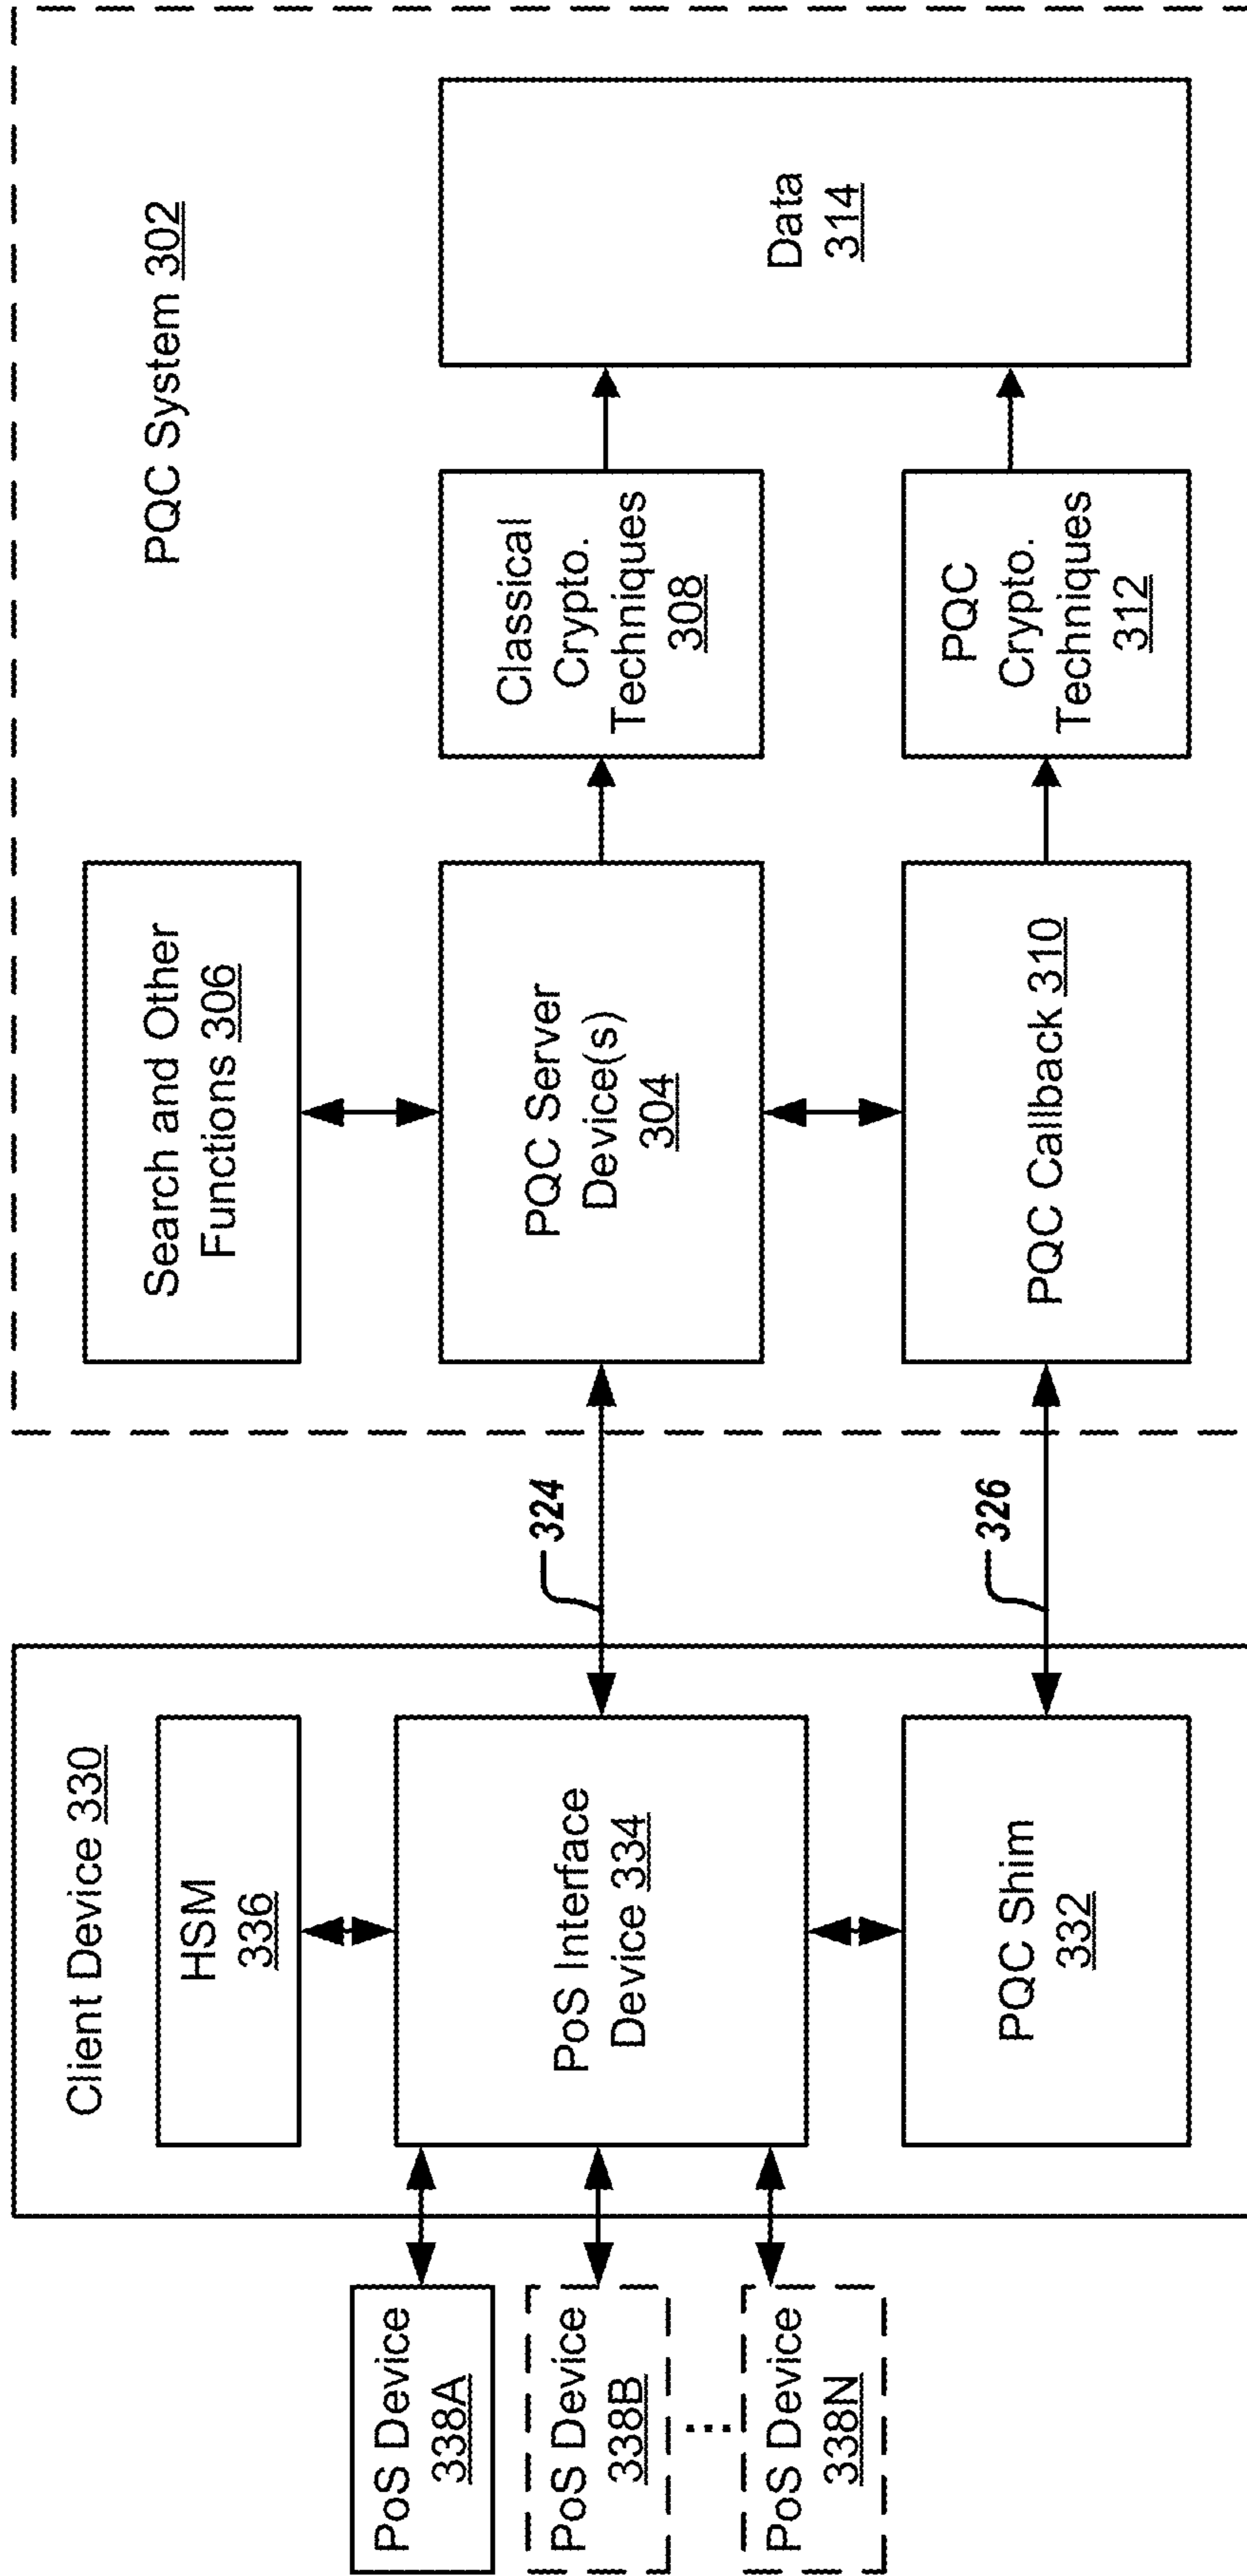 PoS Device
338A
PoS Device
338B
...
PoS Device
338N
Client Device 330
HSM
336
PoS Interface
Device 334
PQC Shim
332
324
326
PQC System 302
Search and Other
Functions 306
PQC Server
Device(s)
304
PQC Callback 310
Classical
Crypto.
Techniques
308
PQC
Crypto.
Techniques
312
Data
314